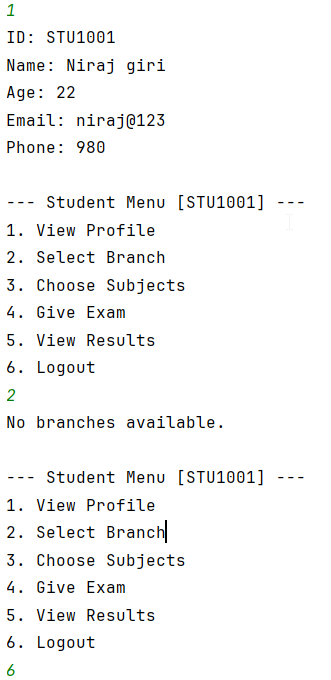 1
ID: STU1001
Name: Niraj giri
Age: 22
Email: niraj@123
Phone: 980
--- Student Menu [STU1001] ---
1. View Profile
2. Select Branch
3. Choose Subjects
4. Give Exam
5. View Results
6. Logout
2
No branches available.
--- Student Menu [STU1001] ---
1. View Profile
2. Select Branch
3. Choose Subjects
4. Give Exam
5. View Results
6. Logout
6